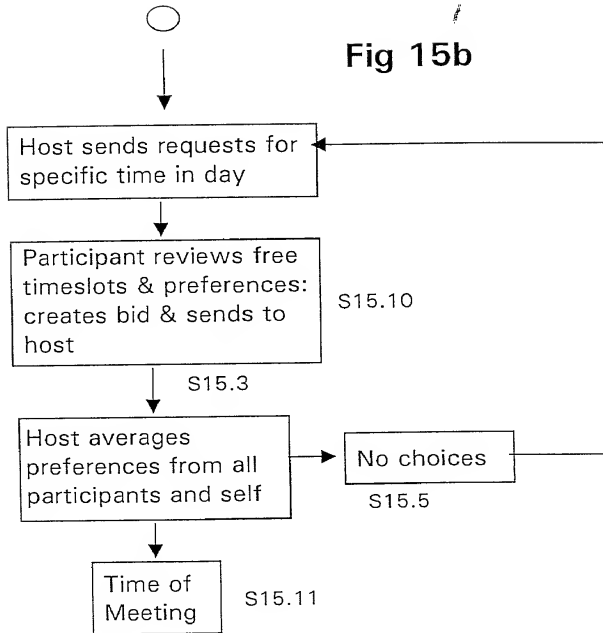 Fig 15b
Host sends requests for
specific time in day
Participant reviews free
timeslots & preferences:
creates bid & sends to
host
S15.10
S15.3
Host averages
preferences from all
participants and self
No choices
S15.5
Time of
Meeting
S15.11